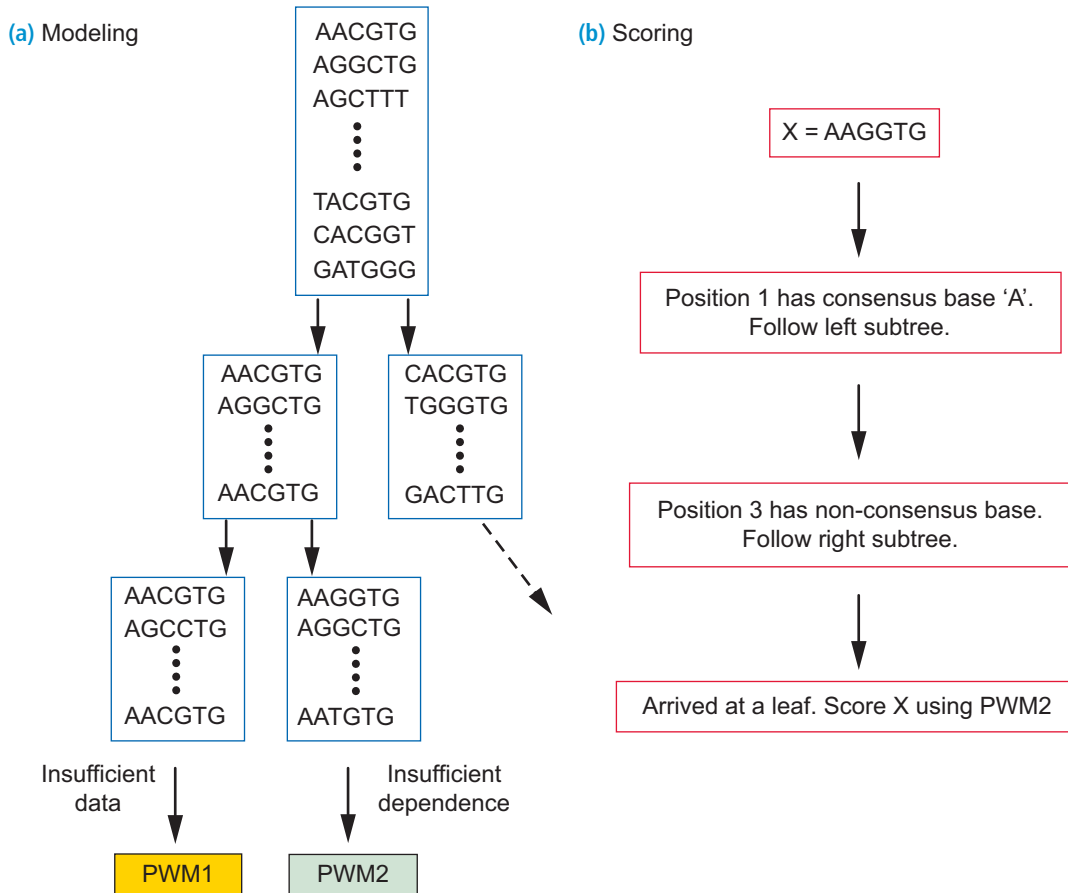 (a) Modeling
AACGTG
AGGCTG
AGCTTT
TACGTG
CACGGT
GATGGG
AACGTG
AGGCTG
AACGTG
CACGTG
TGGGTG
GACTTG
AACGTG
AGCCTG
AACGTG
AAGGTG
AGGCTG
AATGTG
Insufficient
data
Insufficient
dependence
PWM1
PWM2
(b) Scoring
X = AAGGTG
Position 1 has consensus base ‘A’.
Follow left subtree.
Position 3 has non-consensus base.
Follow right subtree.
Arrived at a leaf. Score X using PWM2